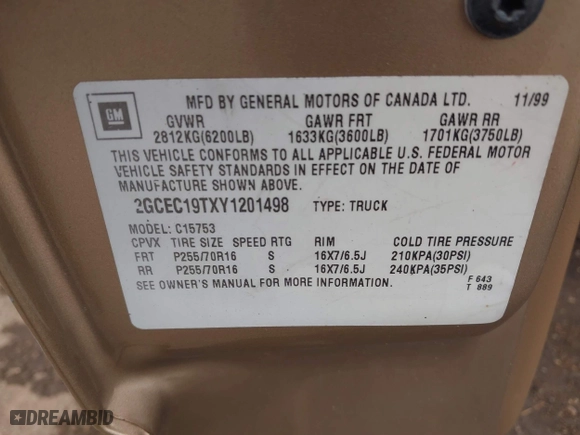 GM
MFD BY GENERAL MOTORS OF CANADA LTD. 11/99
GVWR GAWR FRT GAWR RR
2812KG(6200LB) 1633KG(3600LB) 1701KG(3750LB)
THIS VEHICLE CONFORMS TO ALL APPLICABLE U.S. FEDERAL MOTOR
VEHICLE SAFETY STANDARDS IN EFFECT ON THE DATE OF
MANUFACTURE SHOWN ABOVE.
2GCEC19TXY1201498 TYPE: TRUCK
MODEL: C15753
CPVX TIRE SIZE SPEED RTG RIM COLD TIRE PRESSURE
FRT P255/70R16 S 16X7/6.5J 210KPA(30PSI)
RR P255/70R16 S 16X7/6.5J 240KPA(35PSI)
SEE OWNER'S MANUAL FOR MORE INFORMATION.
F 643
T 889
DREAMBID